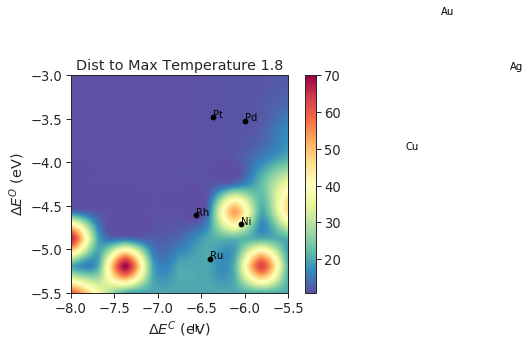 Au
Dist to Max Temperature 1.8
Ag
−3.0
−3.5
−4.0
−4.5
−5.0
−5.5
ΔE^O (eV)
Pt
Pd
Cu
Rh
Ni
Ru
70
60
50
40
30
20
−8.0 −7.5 −7.0 −6.5 −6.0 −5.5
ΔE^C (eV)
Ir